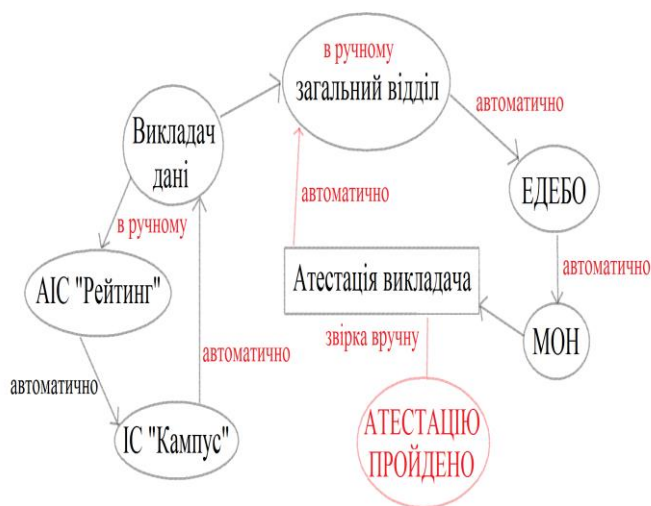 в ручному
загальний відділ
автоматично
Викладач
дані
ЕДЕБО
в ручному
автоматично
АІС "Рейтинг"
Атестація викладача
автоматично
звірка вручну
МОН
автоматично
автоматично
ІС "Кампус"
АТЕСТАЦІЮ
ПРОЙДЕНО